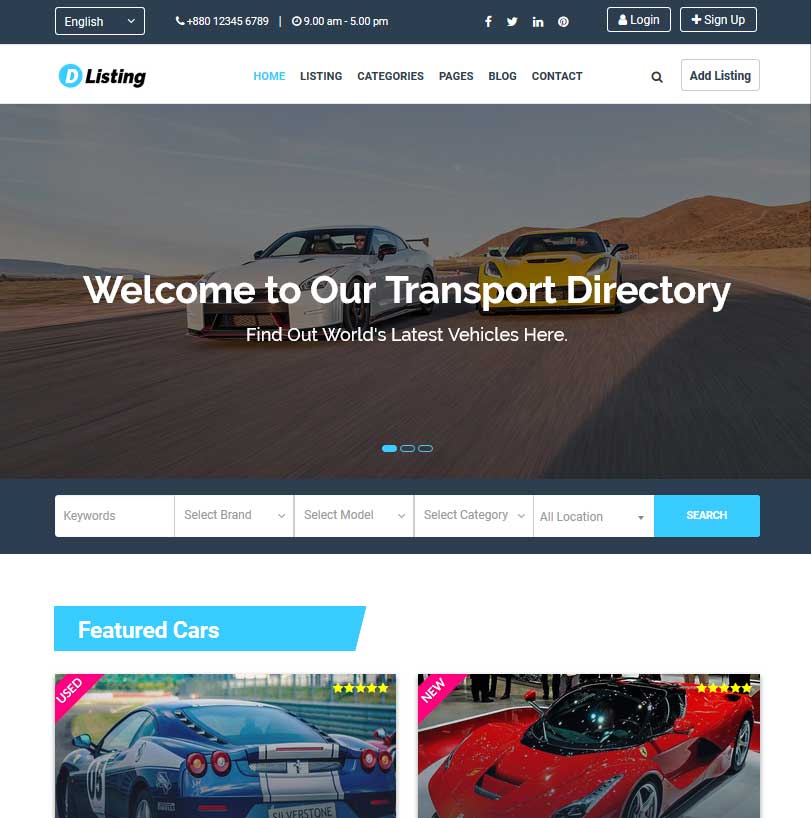 English
+880 12345 6789 | 9.00 am - 5.00 pm
Login
Sign Up
D Listing
HOME LISTING CATEGORIES PAGES BLOG CONTACT
Add Listing
Welcome to Our Transport Directory
Find Out World's Latest Vehicles Here.
Keywords
Select Brand
Select Model
Select Category
All Location
SEARCH
Featured Cars
USED
SILVERSTONE
NEW